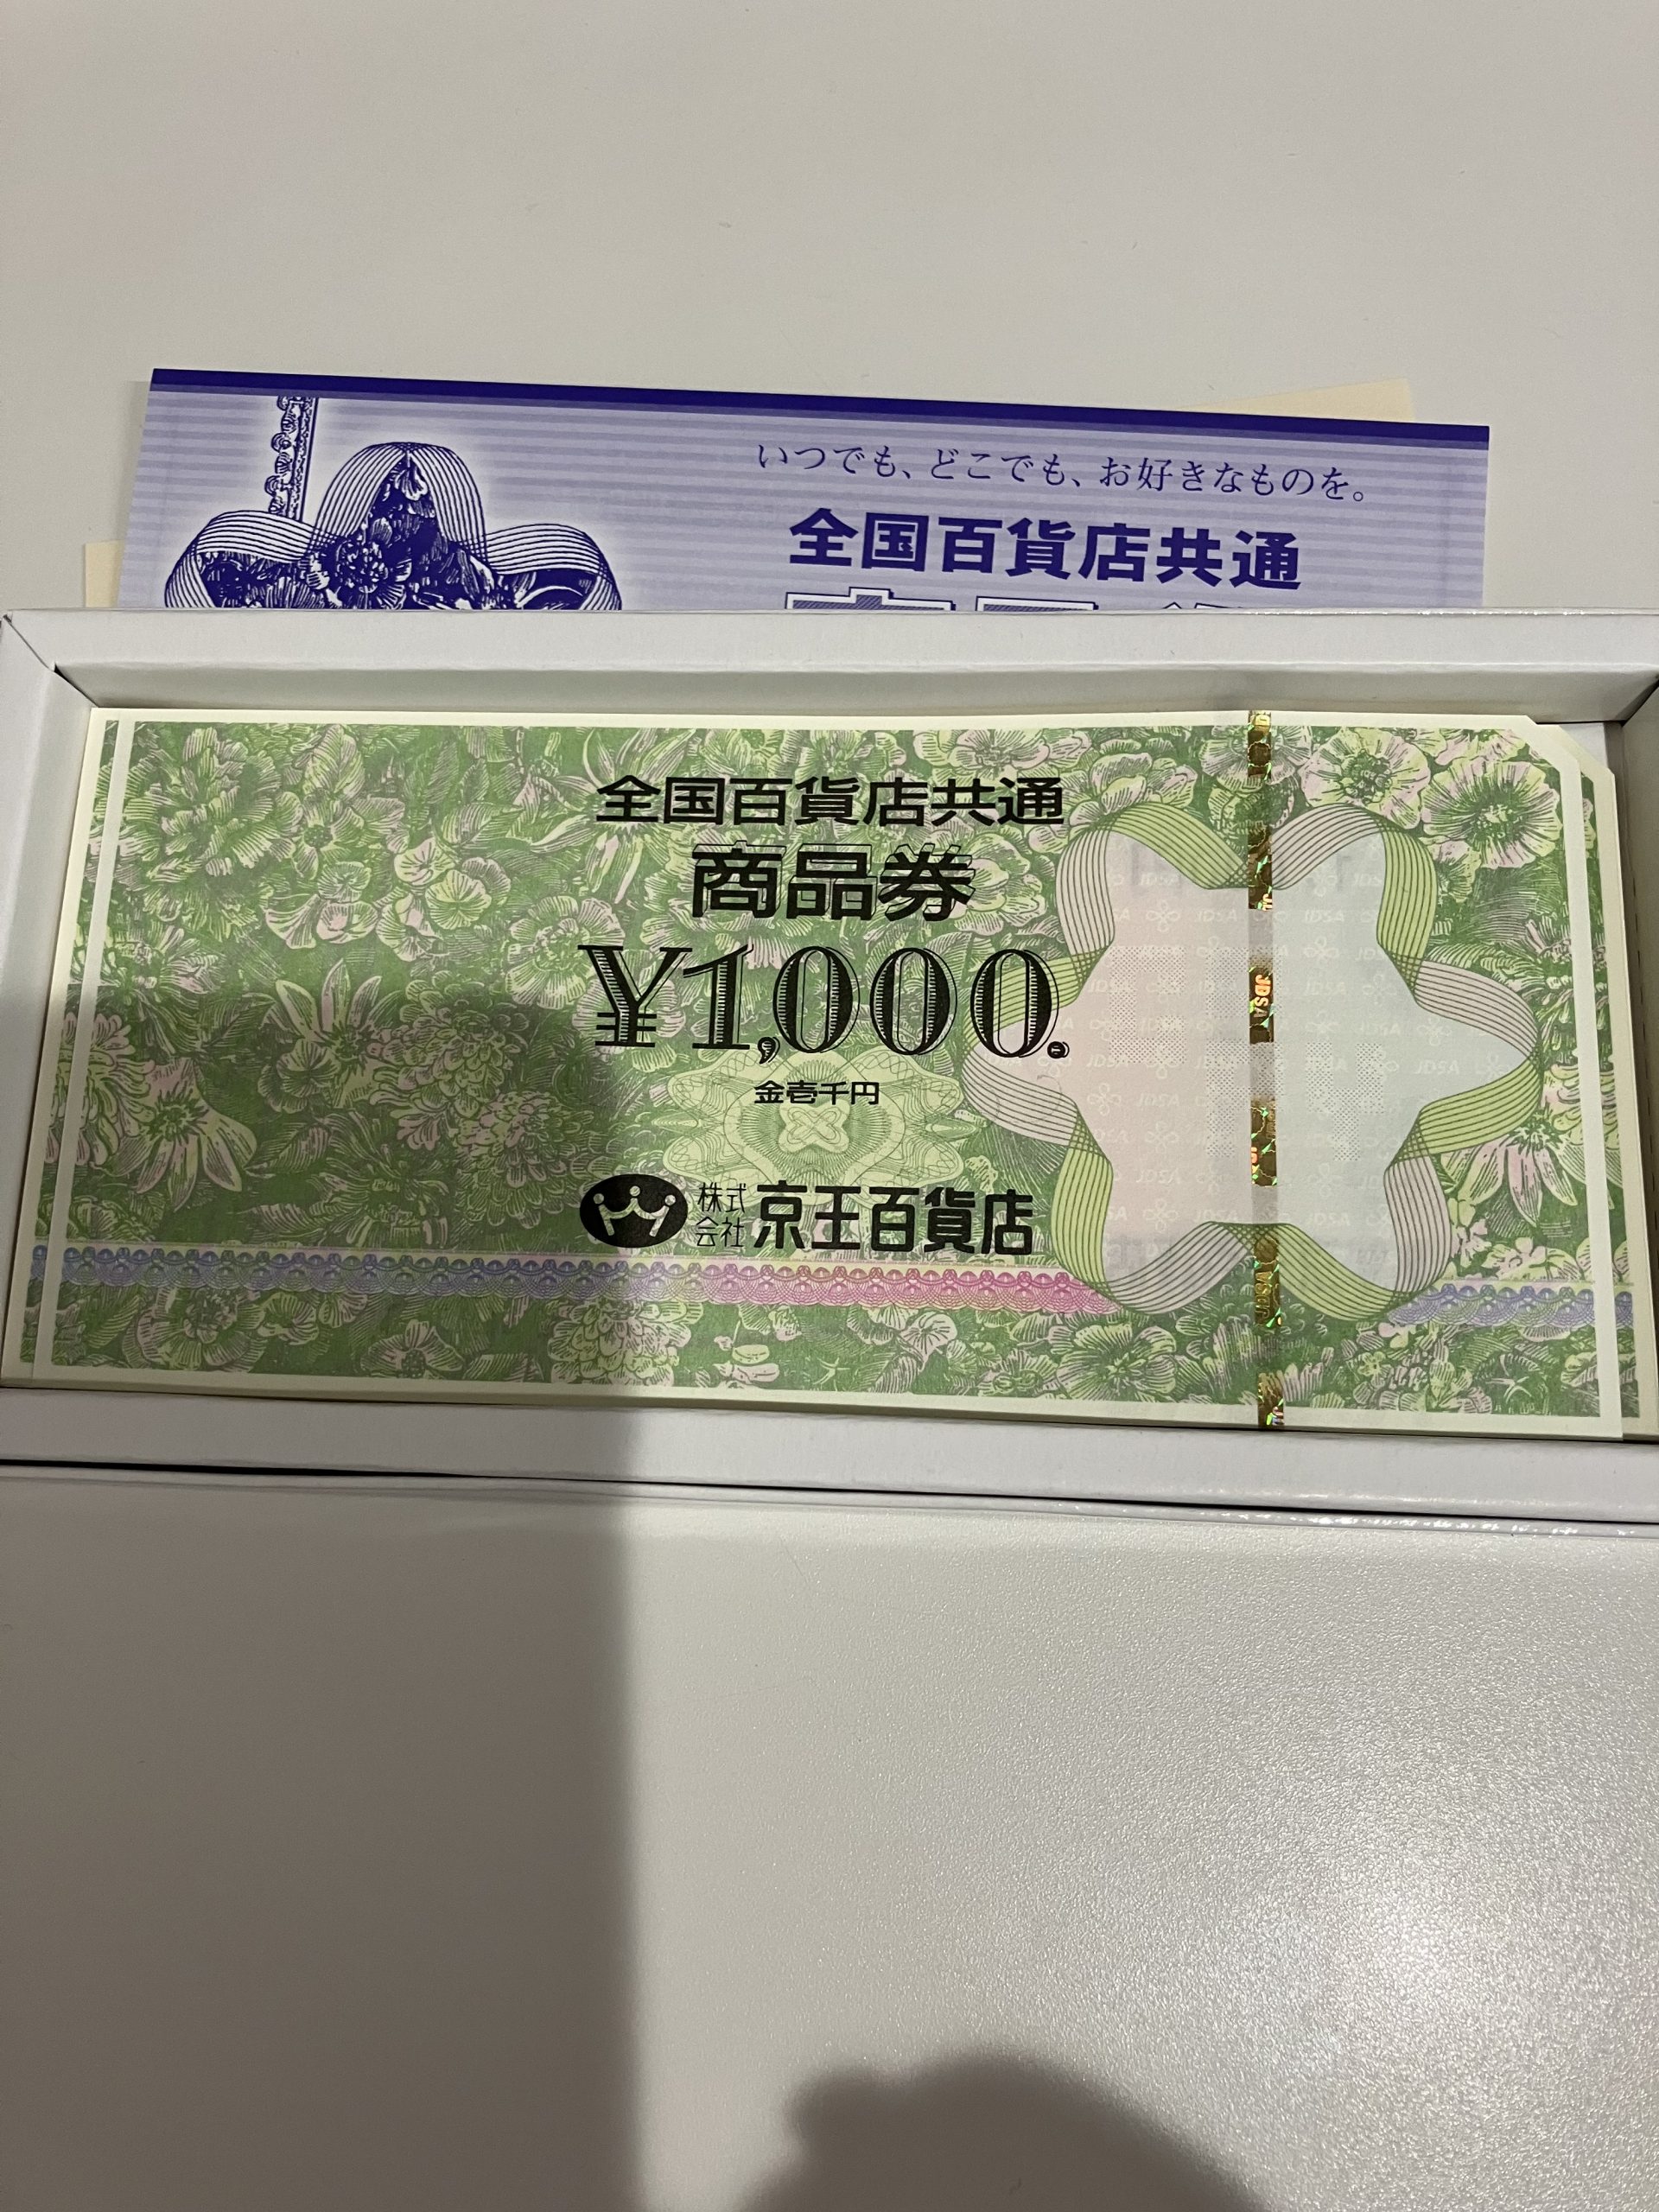 いつでも、どこでも、お好きなものを。
全国百貨店共通
全国百貨店共通
商品券
¥1,000.
金壱千円
株式会社 京王百貨店
JDSA